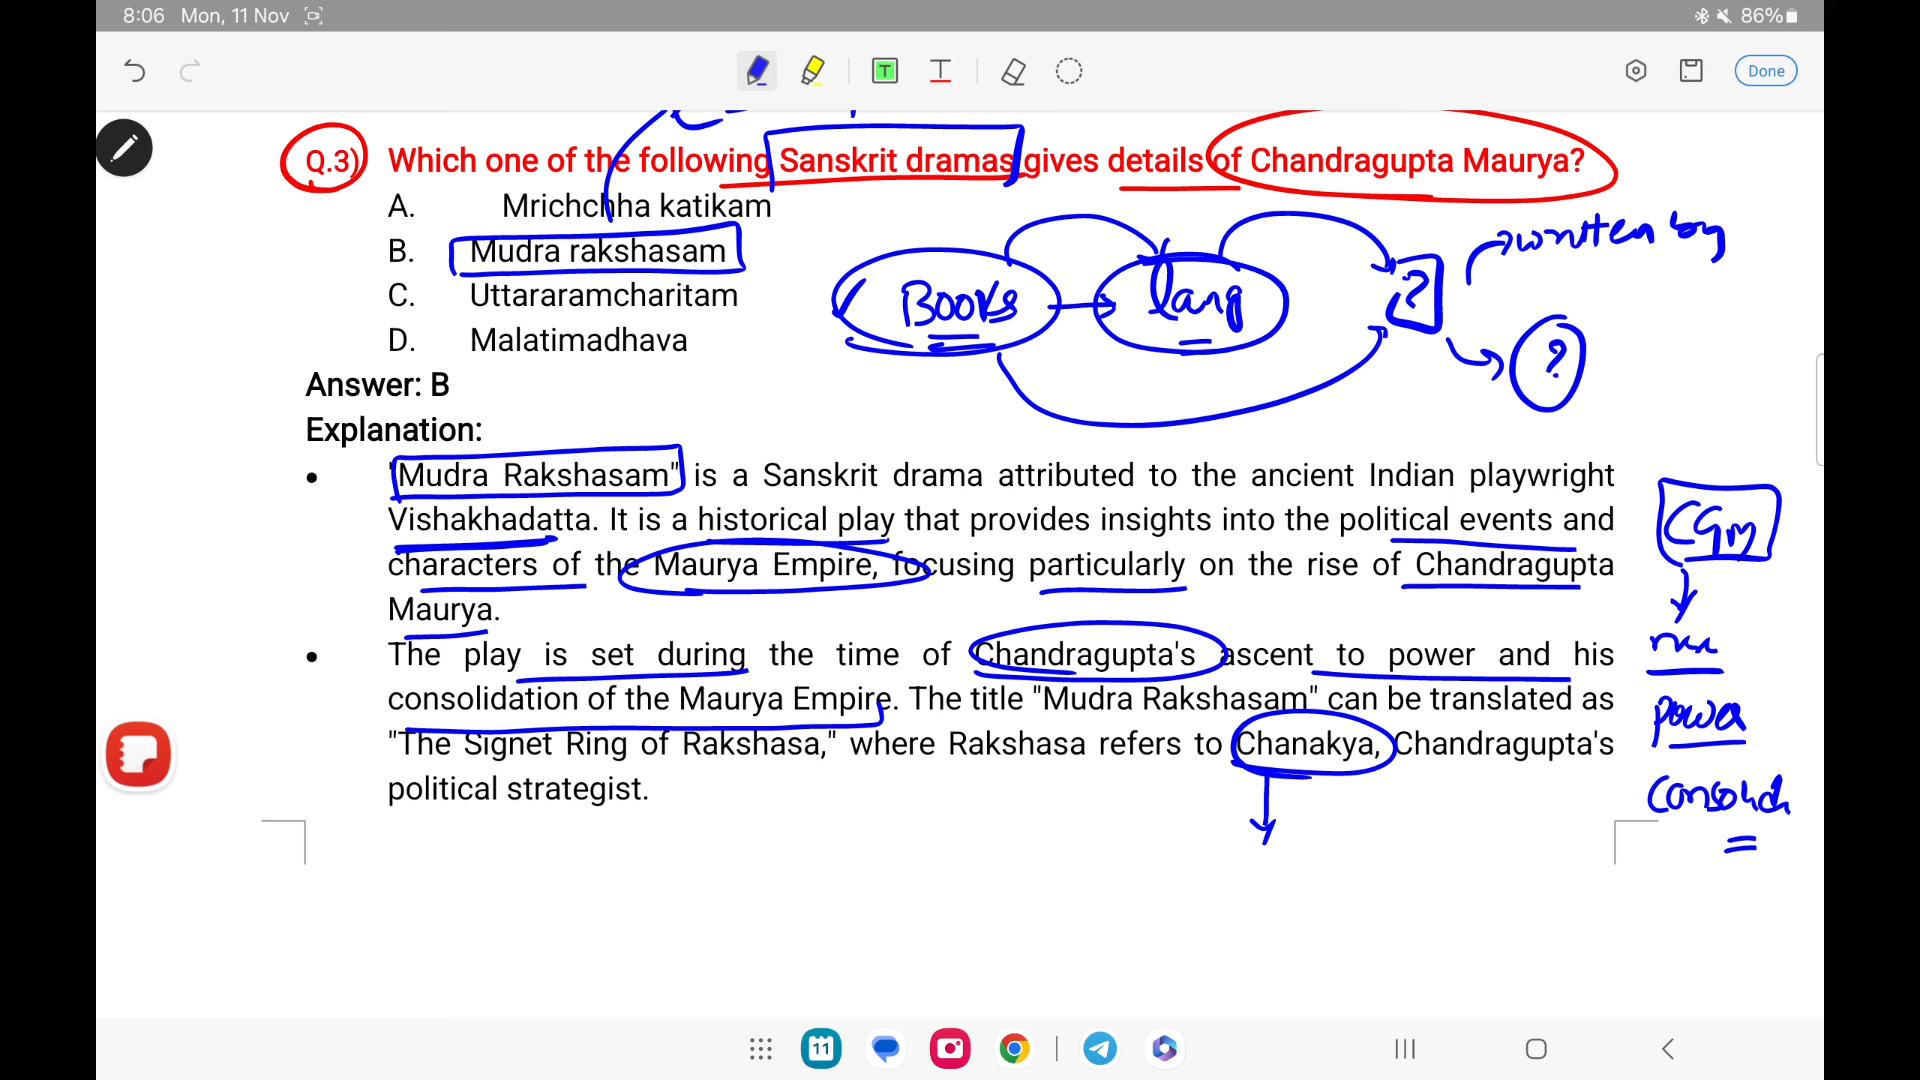 8:06 Mon, 11 Nov
86%
T
T
Done
Q.3) Which one of the following Sanskrit dramas gives details of Chandragupta Maurya?
A. Mrichchha katikam
B. Mudra rakshasam
C. Uttararamcharitam
D. Malatimadhava
written by
Books
lang
?
?
Answer: B
Explanation:
• "Mudra Rakshasam" is a Sanskrit drama attributed to the ancient Indian playwright
Vishakhadatta. It is a historical play that provides insights into the political events and
characters of the Maurya Empire, focusing particularly on the rise of Chandragupta
Maurya.
• The play is set during the time of Chandragupta's ascent to power and his
consolidation of the Maurya Empire. The title "Mudra Rakshasam" can be translated as
"The Signet Ring of Rakshasa," where Rakshasa refers to Chanakya, Chandragupta's
political strategist.
CGM
power
11